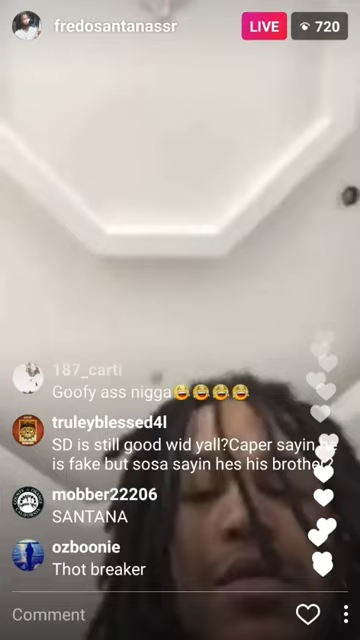 fredosantanassr
LIVE
720
187_carti
Goofy ass nigga😂😂😂😂
truleyblessed4l
SD is still good wid yall?Caper sayin he
is fake but sosa sayin hes his brother?
mobber22206
SANTANA
ozboonie
Thot breaker
Comment